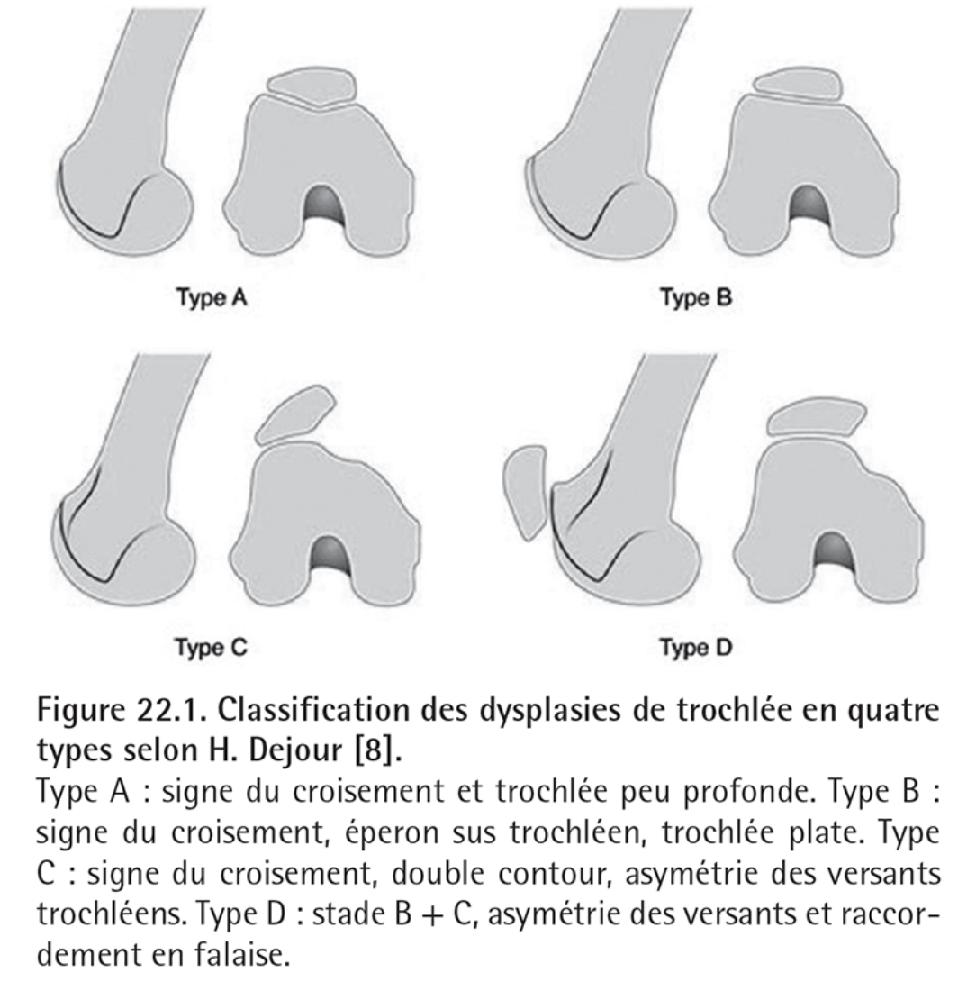 Type A
Type B
Type C
Type D
Figure 22.1. Classification des dysplasies de trochlée en quatre
types selon H. Dejour [8].
Type A : signe du croisement et trochlée peu profonde. Type B :
signe du croisement, éperon sus trochléen, trochlée plate. Type
C : signe du croisement, double contour, asymétrie des versants
trochléens. Type D : stade B + C, asymétrie des versants et raccor-
dement en falaise.